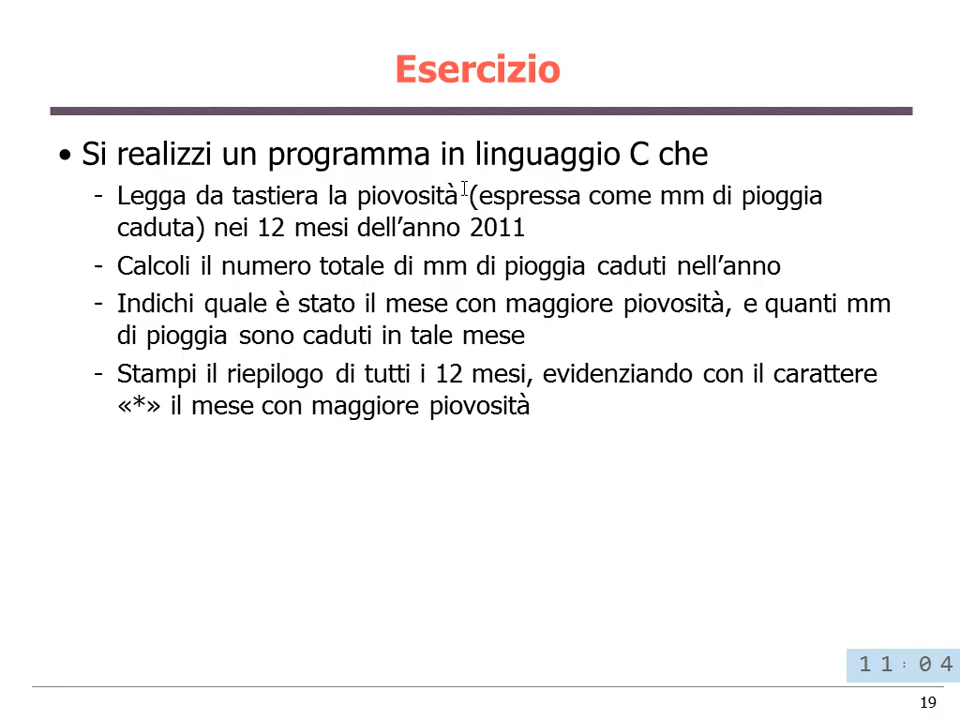 Esercizio
• Si realizzi un programma in linguaggio C che
- Legga da tastiera la piovosità (espressa come mm di pioggia
caduta) nei 12 mesi dell’anno 2011
- Calcoli il numero totale di mm di pioggia caduti nell’anno
- Indichi quale è stato il mese con maggiore piovosità, e quanti mm
di pioggia sono caduti in tale mese
- Stampi il riepilogo di tutti i 12 mesi, evidenziando con il carattere
«*» il mese con maggiore piovosità
11:04
19